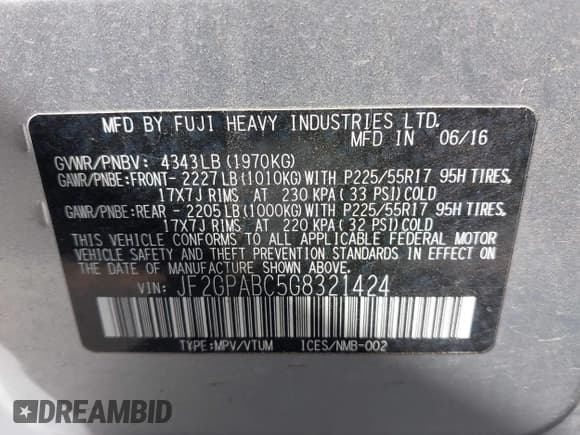 MFD BY FUJI HEAVY INDUSTRIES LTD.
MFD IN 06/16
GVWR/PNBV: 4343LB(1970KG)
GAWR/PNBE:FRONT-2227LB(1010KG)WITH P225/55R17 95H TIRES,
17X7J RIMS AT 230 KPA( 33 PSI)COLD
GAWR/PNBE:REAR -2205LB(1000KG)WITH P225/55R17 95H TIRES,
17X7J RIMS AT 220 KPA( 32 PSI)COLD
THIS VEHICLE CONFORMS TO ALL APPLICABLE FEDERAL MOTOR
VEHICLE SAFETY AND THEFT PREVENTION STANDARDS IN EFFECT ON
THE DATE OF MANUFACTURE SHOWN ABOVE.
VIN: JF2GPABC5G8321424
TYPE:MPV/VTUM ICES/NMB-002
DREAMBID